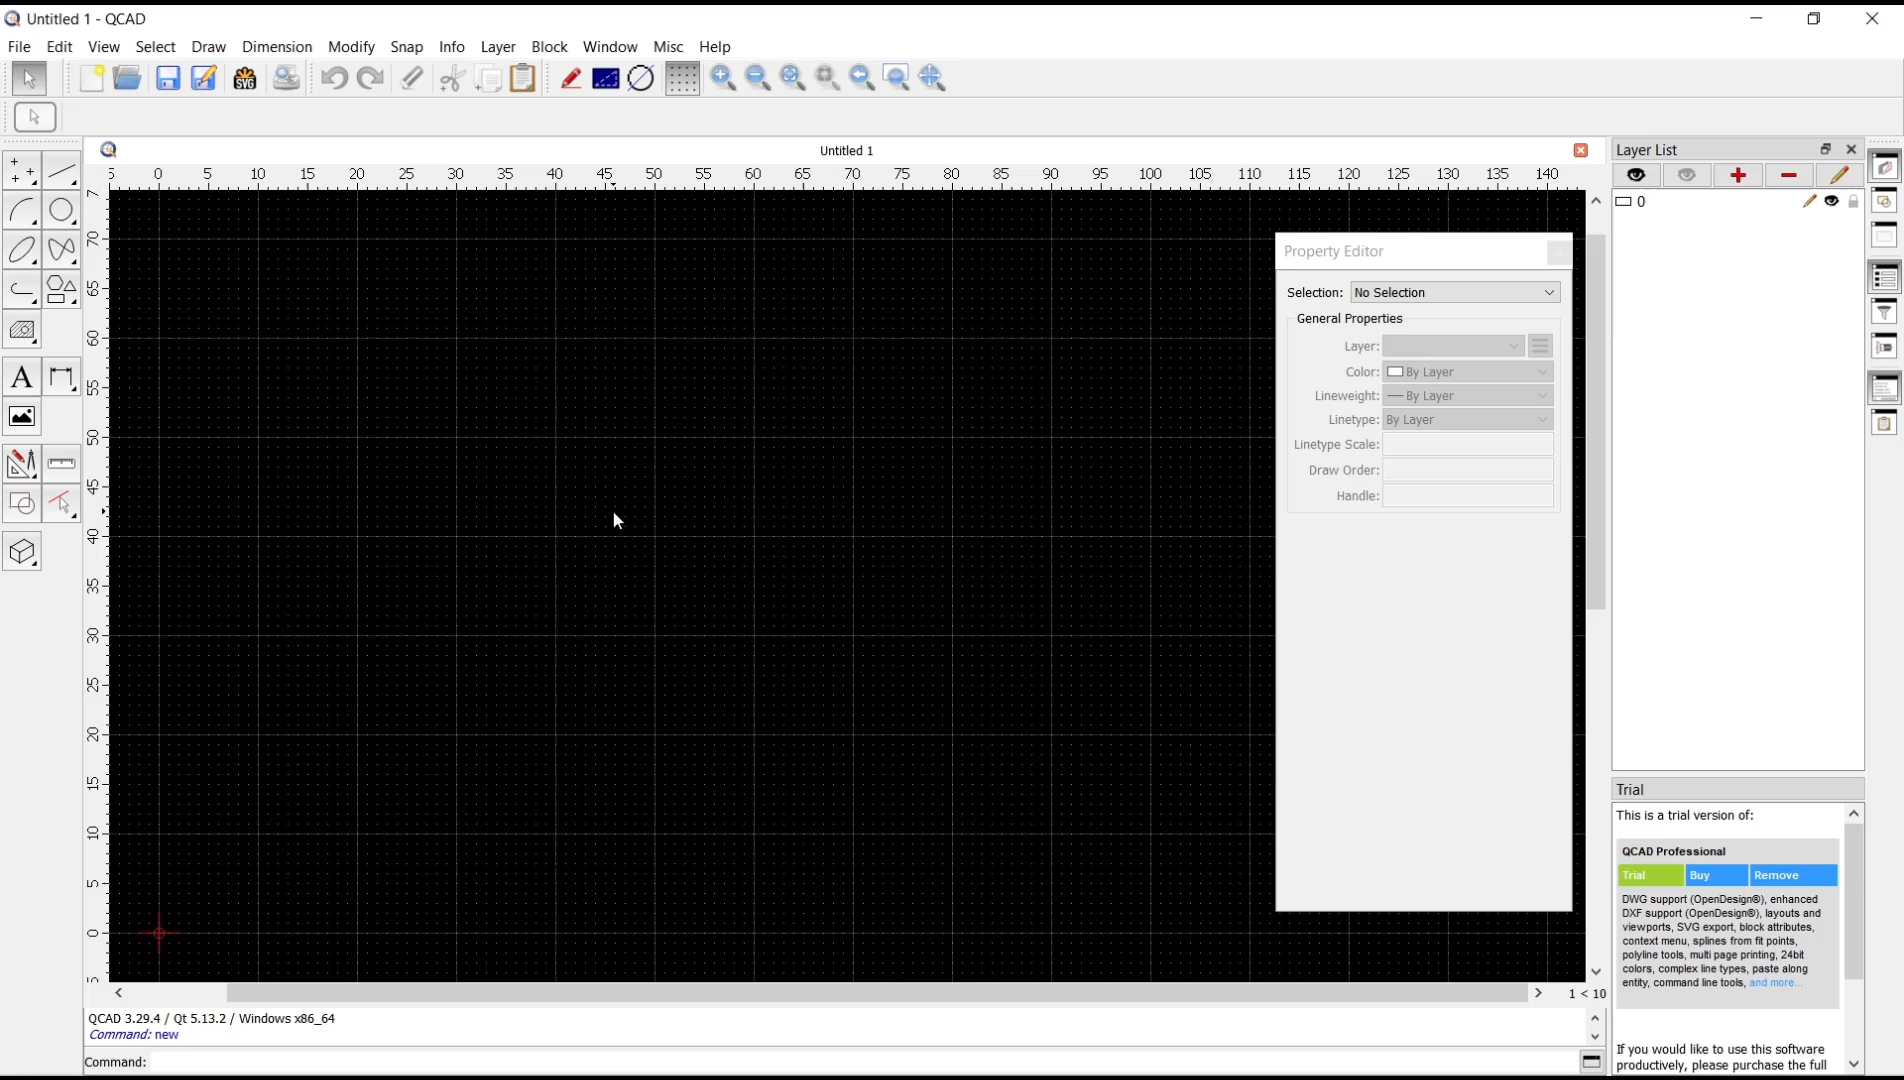 Untitled 1 - QCAD
File Edit View Select Draw Dimension Modify Snap Info Layer Block Window Misc Help
SVG
Untitled 1
5 0 5 10 15 20 25 30 35 40 45 50 55 60 65 70 75 80 85 90 95 100 105 110 115 120 125 130 135 140
7
70
65
60
55
50
45
40
35
30
25
20
15
10
5
0
5
Property Editor
Selection: No Selection
General Properties
Layer:
Color: By Layer
Lineweight: By Layer
Linetype: By Layer
Linetype Scale:
Draw Order:
Handle:
Layer List
0
Trial
This is a trial version of:
QCAD Professional
Trial Buy Remove
DWG support (OpenDesign®), enhanced
DXF support (OpenDesign®), layouts and
viewports, SVG export, block attributes,
context menu, splines from fit points,
polyline tools, multi page printing, 24bit
colors, complex line types, paste along
entity, command line tools, and more...
If you would like to use this software
productively, please purchase the full
1 < 10
QCAD 3.29.4 / Qt 5.13.2 / Windows x86_64
Command: new
Command:
A